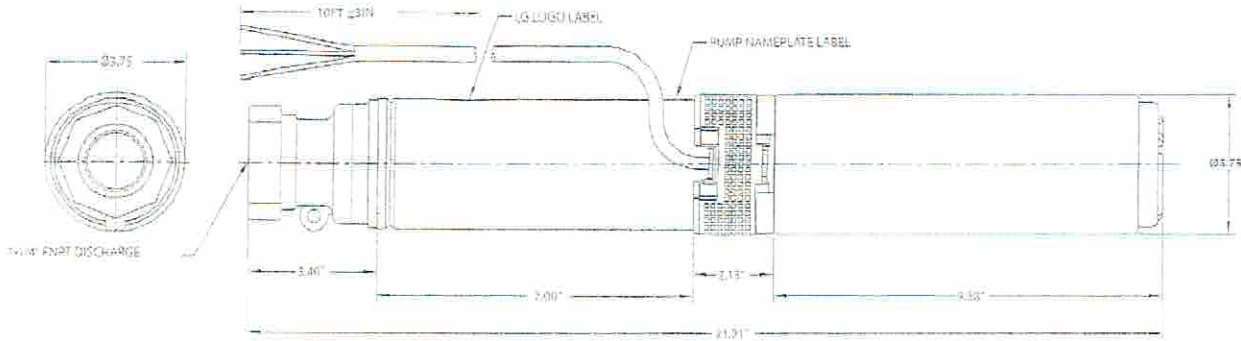 10FT ±3IN
LG LOGO LABEL
PUMP NAMEPLATE LABEL
Ø3.75
Ø3.75
FNPT DISCHARGE
3.40"
2.13"
7.00"
9.38"
21.91"